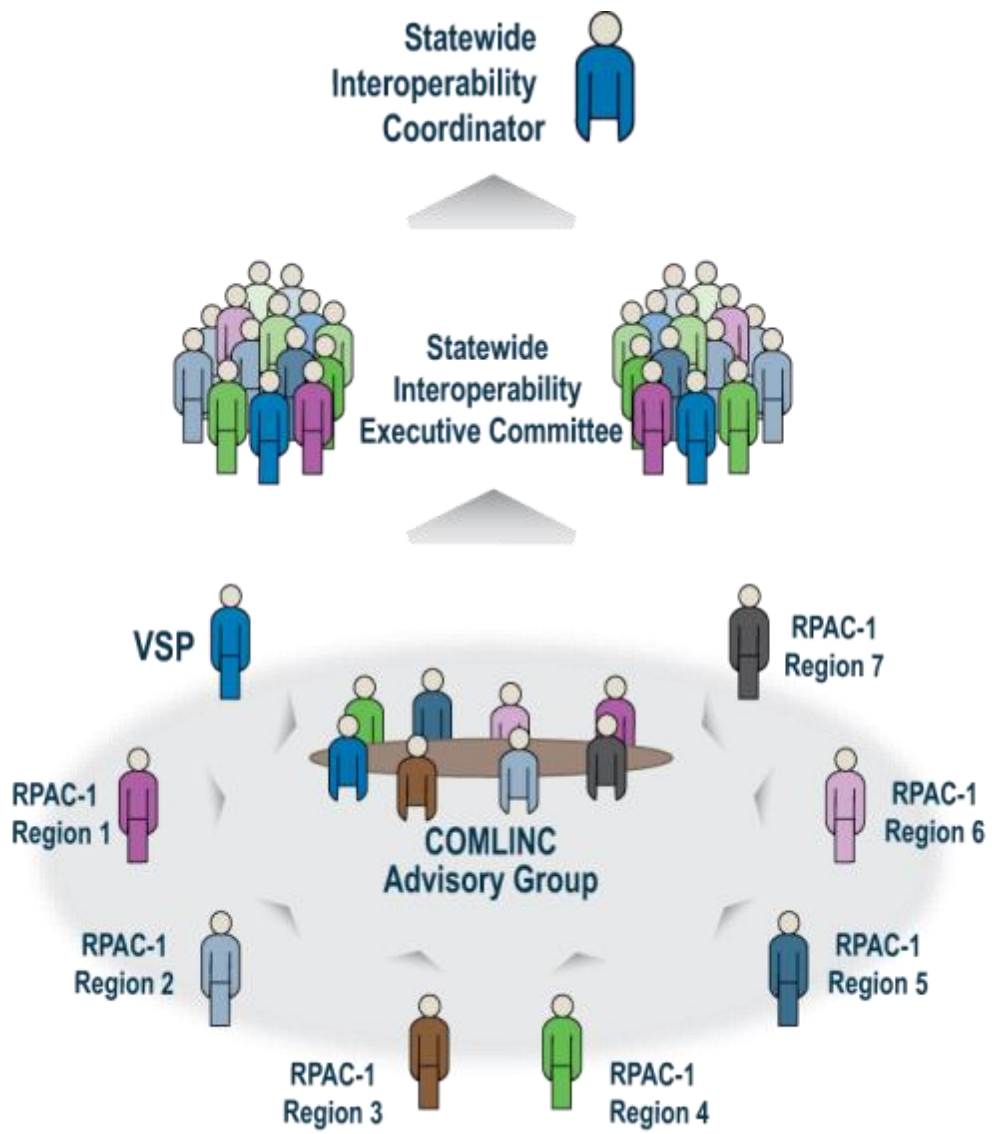 Statewide
Interoperability
Coordinator
Statewide
Interoperability
Executive Committee
VSP
RPAC-1
Region 7
RPAC-1
Region 1
RPAC-1
Region 6
COMLINC
Advisory Group
RPAC-1
Region 2
RPAC-1
Region 5
RPAC-1
Region 3
RPAC-1
Region 4